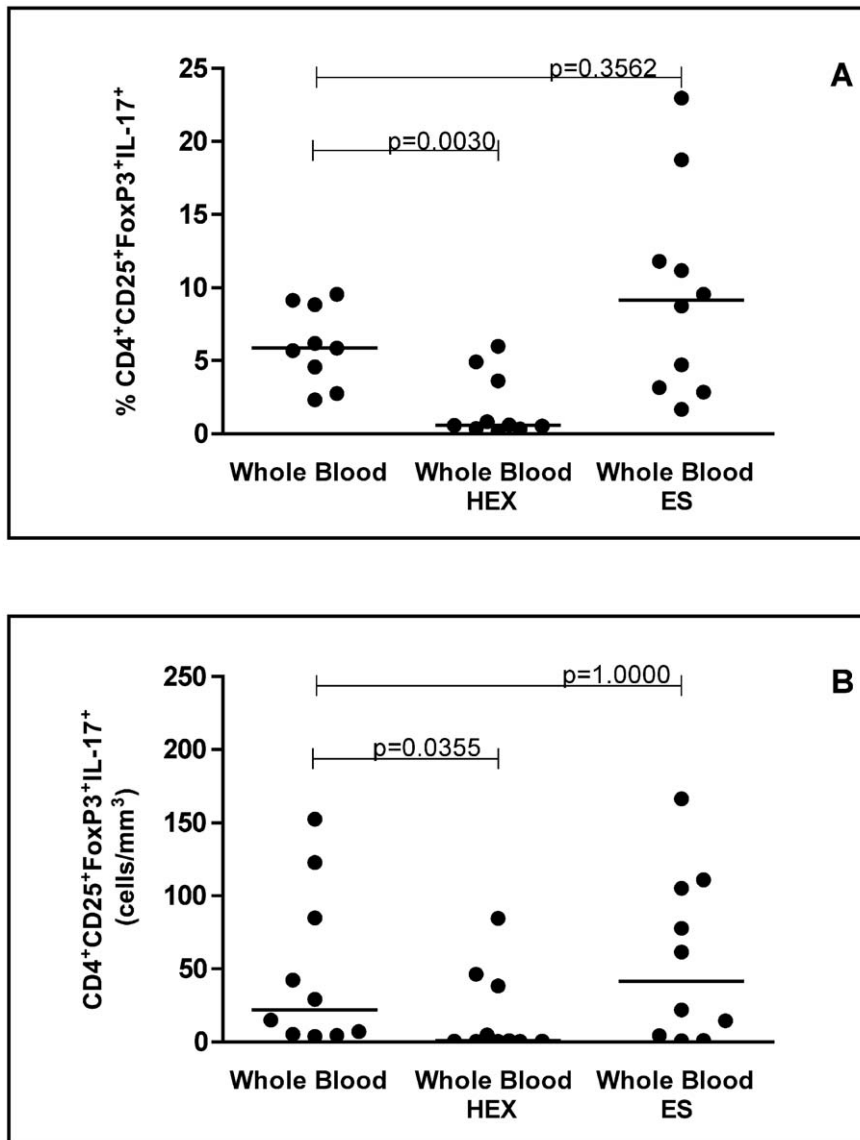 A
p=0.3562
p=0.0030
% CD4⁺CD25⁺FoxP3⁺IL-17⁺
25
20
15
10
5
0
Whole Blood
Whole Blood
HEX
Whole Blood
ES
B
p=1.0000
p=0.0355
CD4⁺CD25⁺FoxP3⁺IL-17⁺
(cells/mm³)
250
200
150
100
50
0
Whole Blood
Whole Blood
HEX
Whole Blood
ES